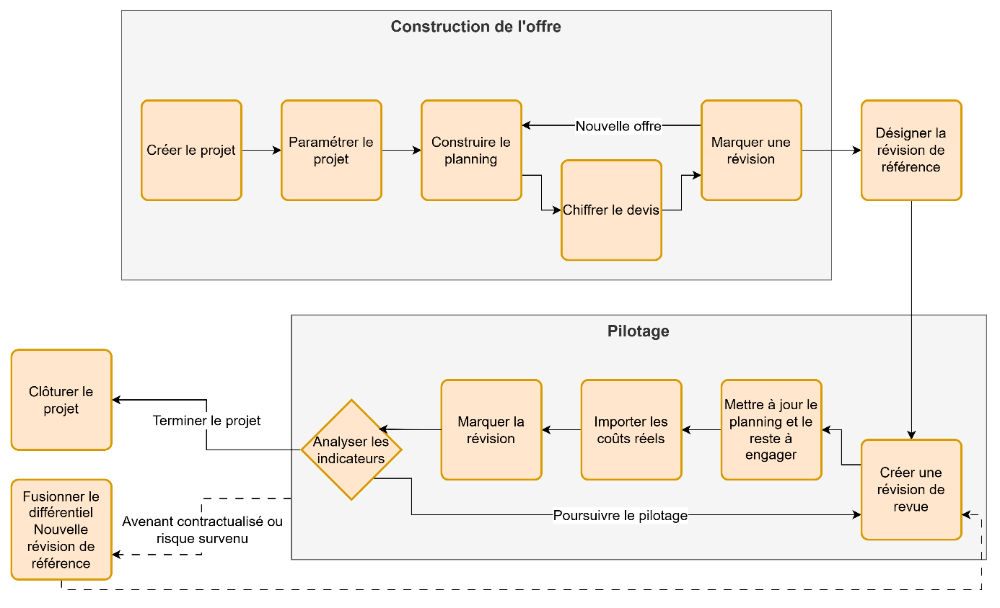 Construction de l'offre
Créer le projet
Paramétrer le
projet
Construire le
planning
Nouvelle offre
Chiffrer le devis
Marquer une
révision
Désigner la
révision de
référence
Pilotage
Clôturer le
projet
Terminer le projet
Analyser les
indicateurs
Marquer la
révision
Importer les
coûts réels
Mettre à jour le
planning et le
reste à
engager
Créer une
révision de
revue
Poursuivre le pilotage
Fusionner le
différentiel
Nouvelle
révision de
référence
Avenant contractualisé ou
risque survenu